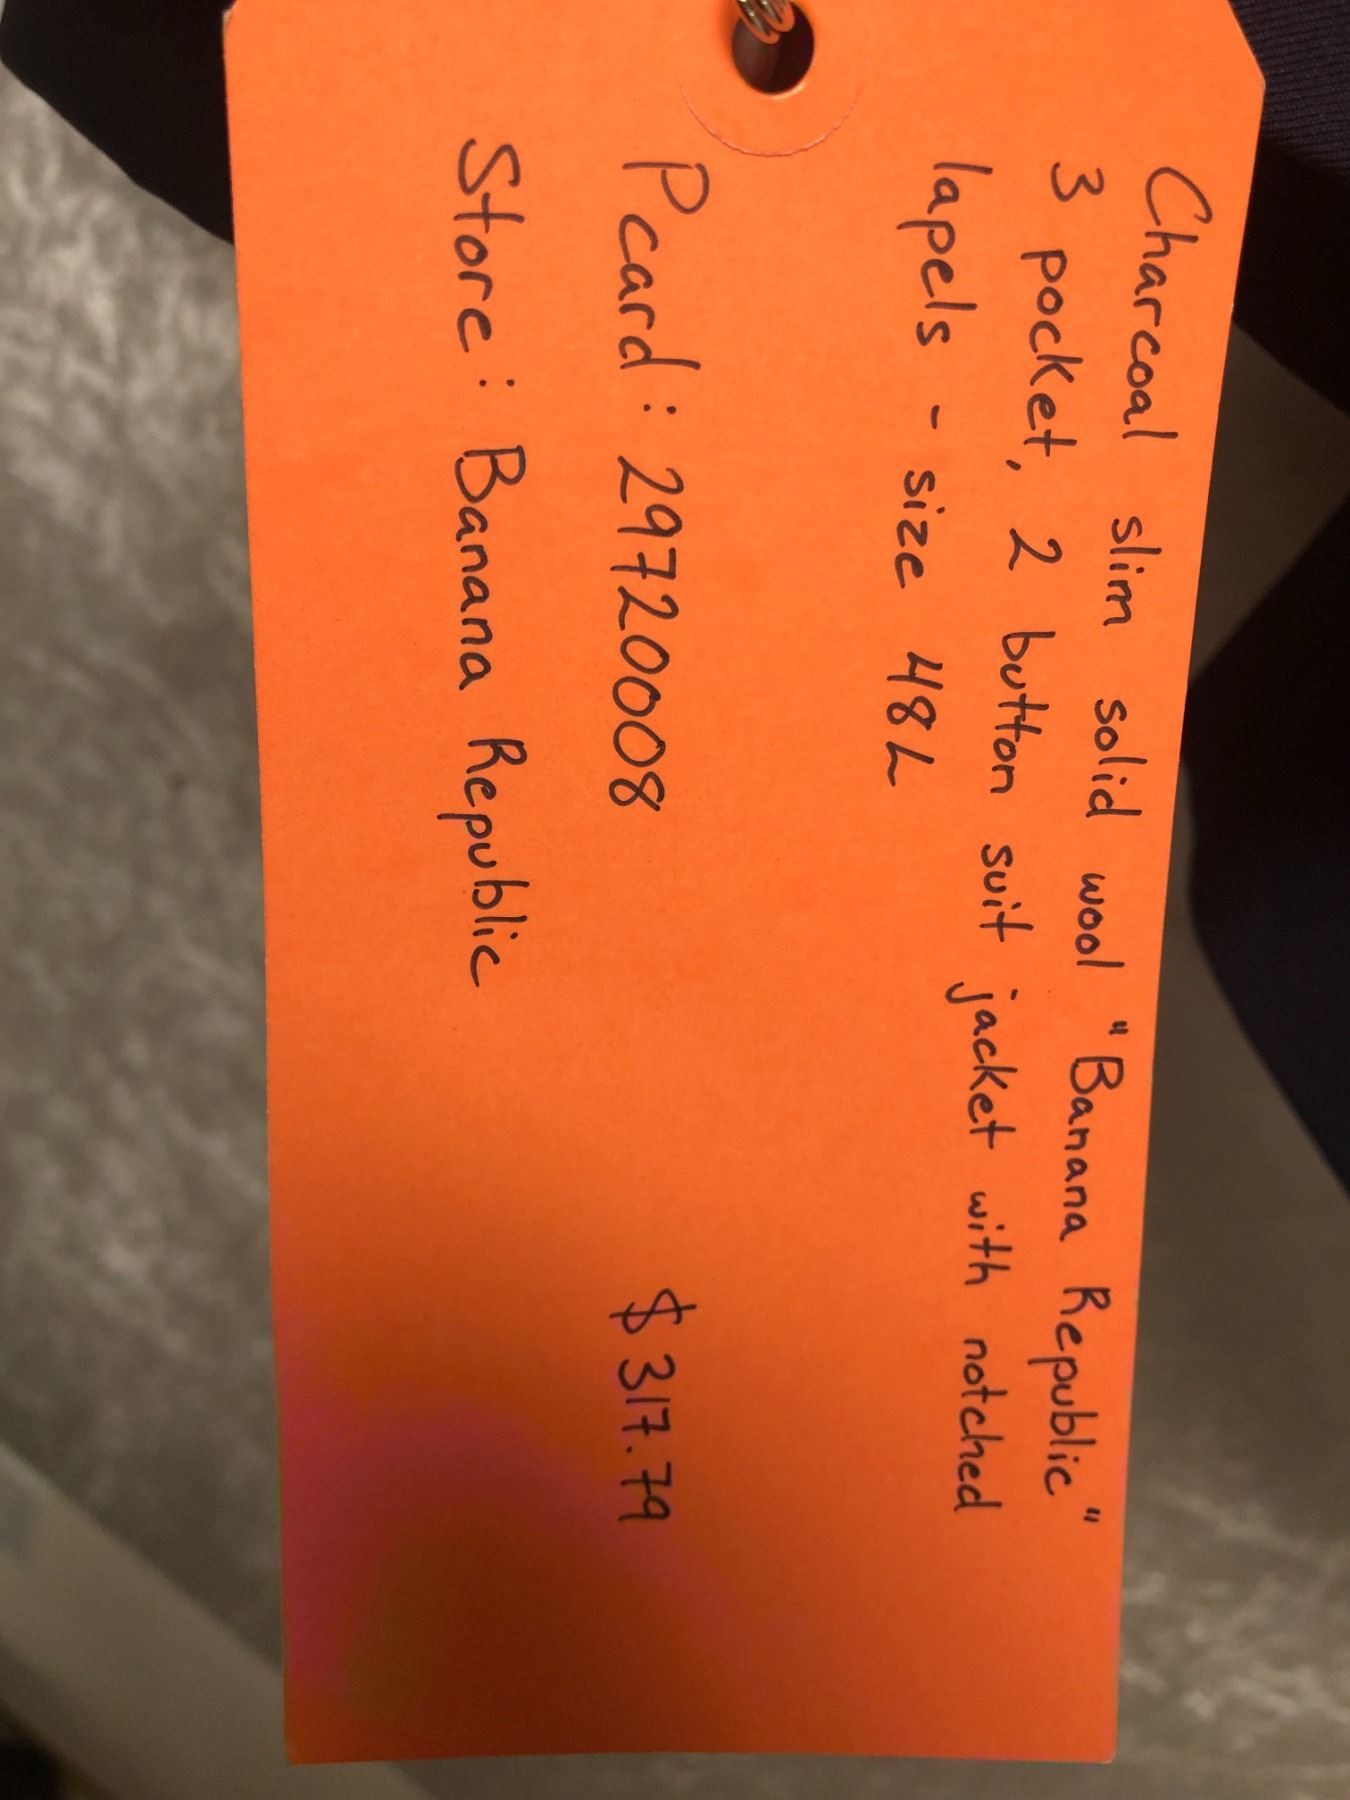 Charcoal slim solid wool "Banana Republic"
3 pocket, 2 button suit jacket with notched
lapels - size 48L
Pcard: 29720008 $317.79
Store: Banana Republic